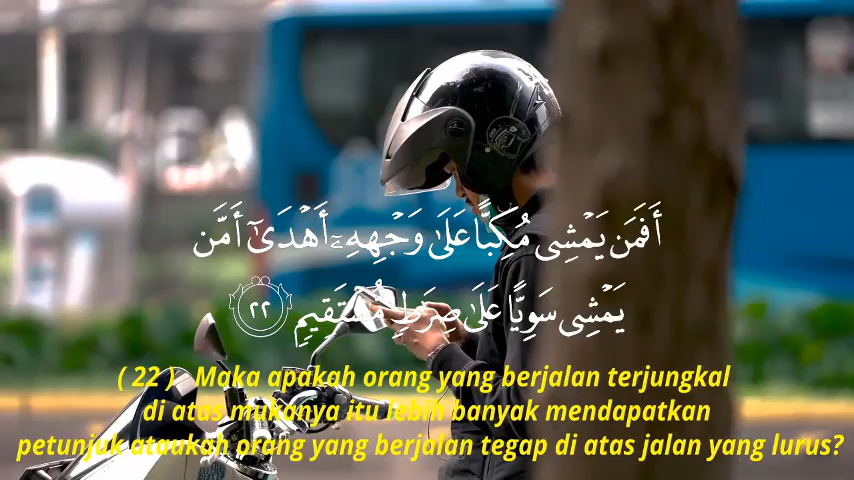 أَفَمَن يَمْشِى مُكِبًّا عَلَىٰ وَجْهِهِۦٓ أَهْدَىٰٓ أَمَّن
يَمْشِى سَوِيًّا عَلَىٰ صِرَٰطٍ مُّسْتَقِيمٍ ٢٢
( 22 ) Maka apakah orang yang berjalan terjungkal
di atas mukanya itu lebih banyak mendapatkan
petunjuk ataukah orang yang berjalan tegap di atas jalan yang lurus?